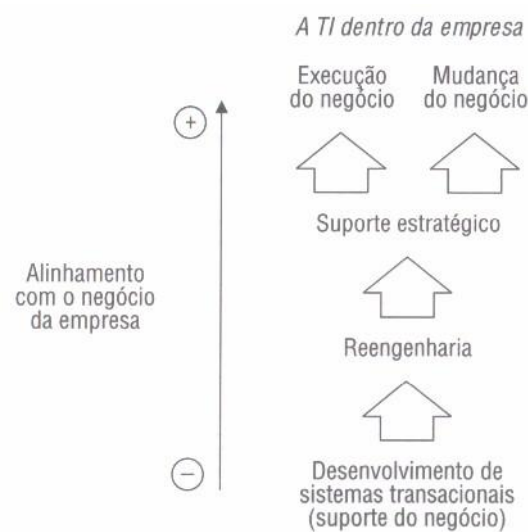 A TI dentro da empresa
Execução
do negócio
Mudança
do negócio
+
Suporte estratégico
Alinhamento
com o negócio
da empresa
Reengenharia
−
Desenvolvimento de
sistemas transacionais
(suporte do negócio)